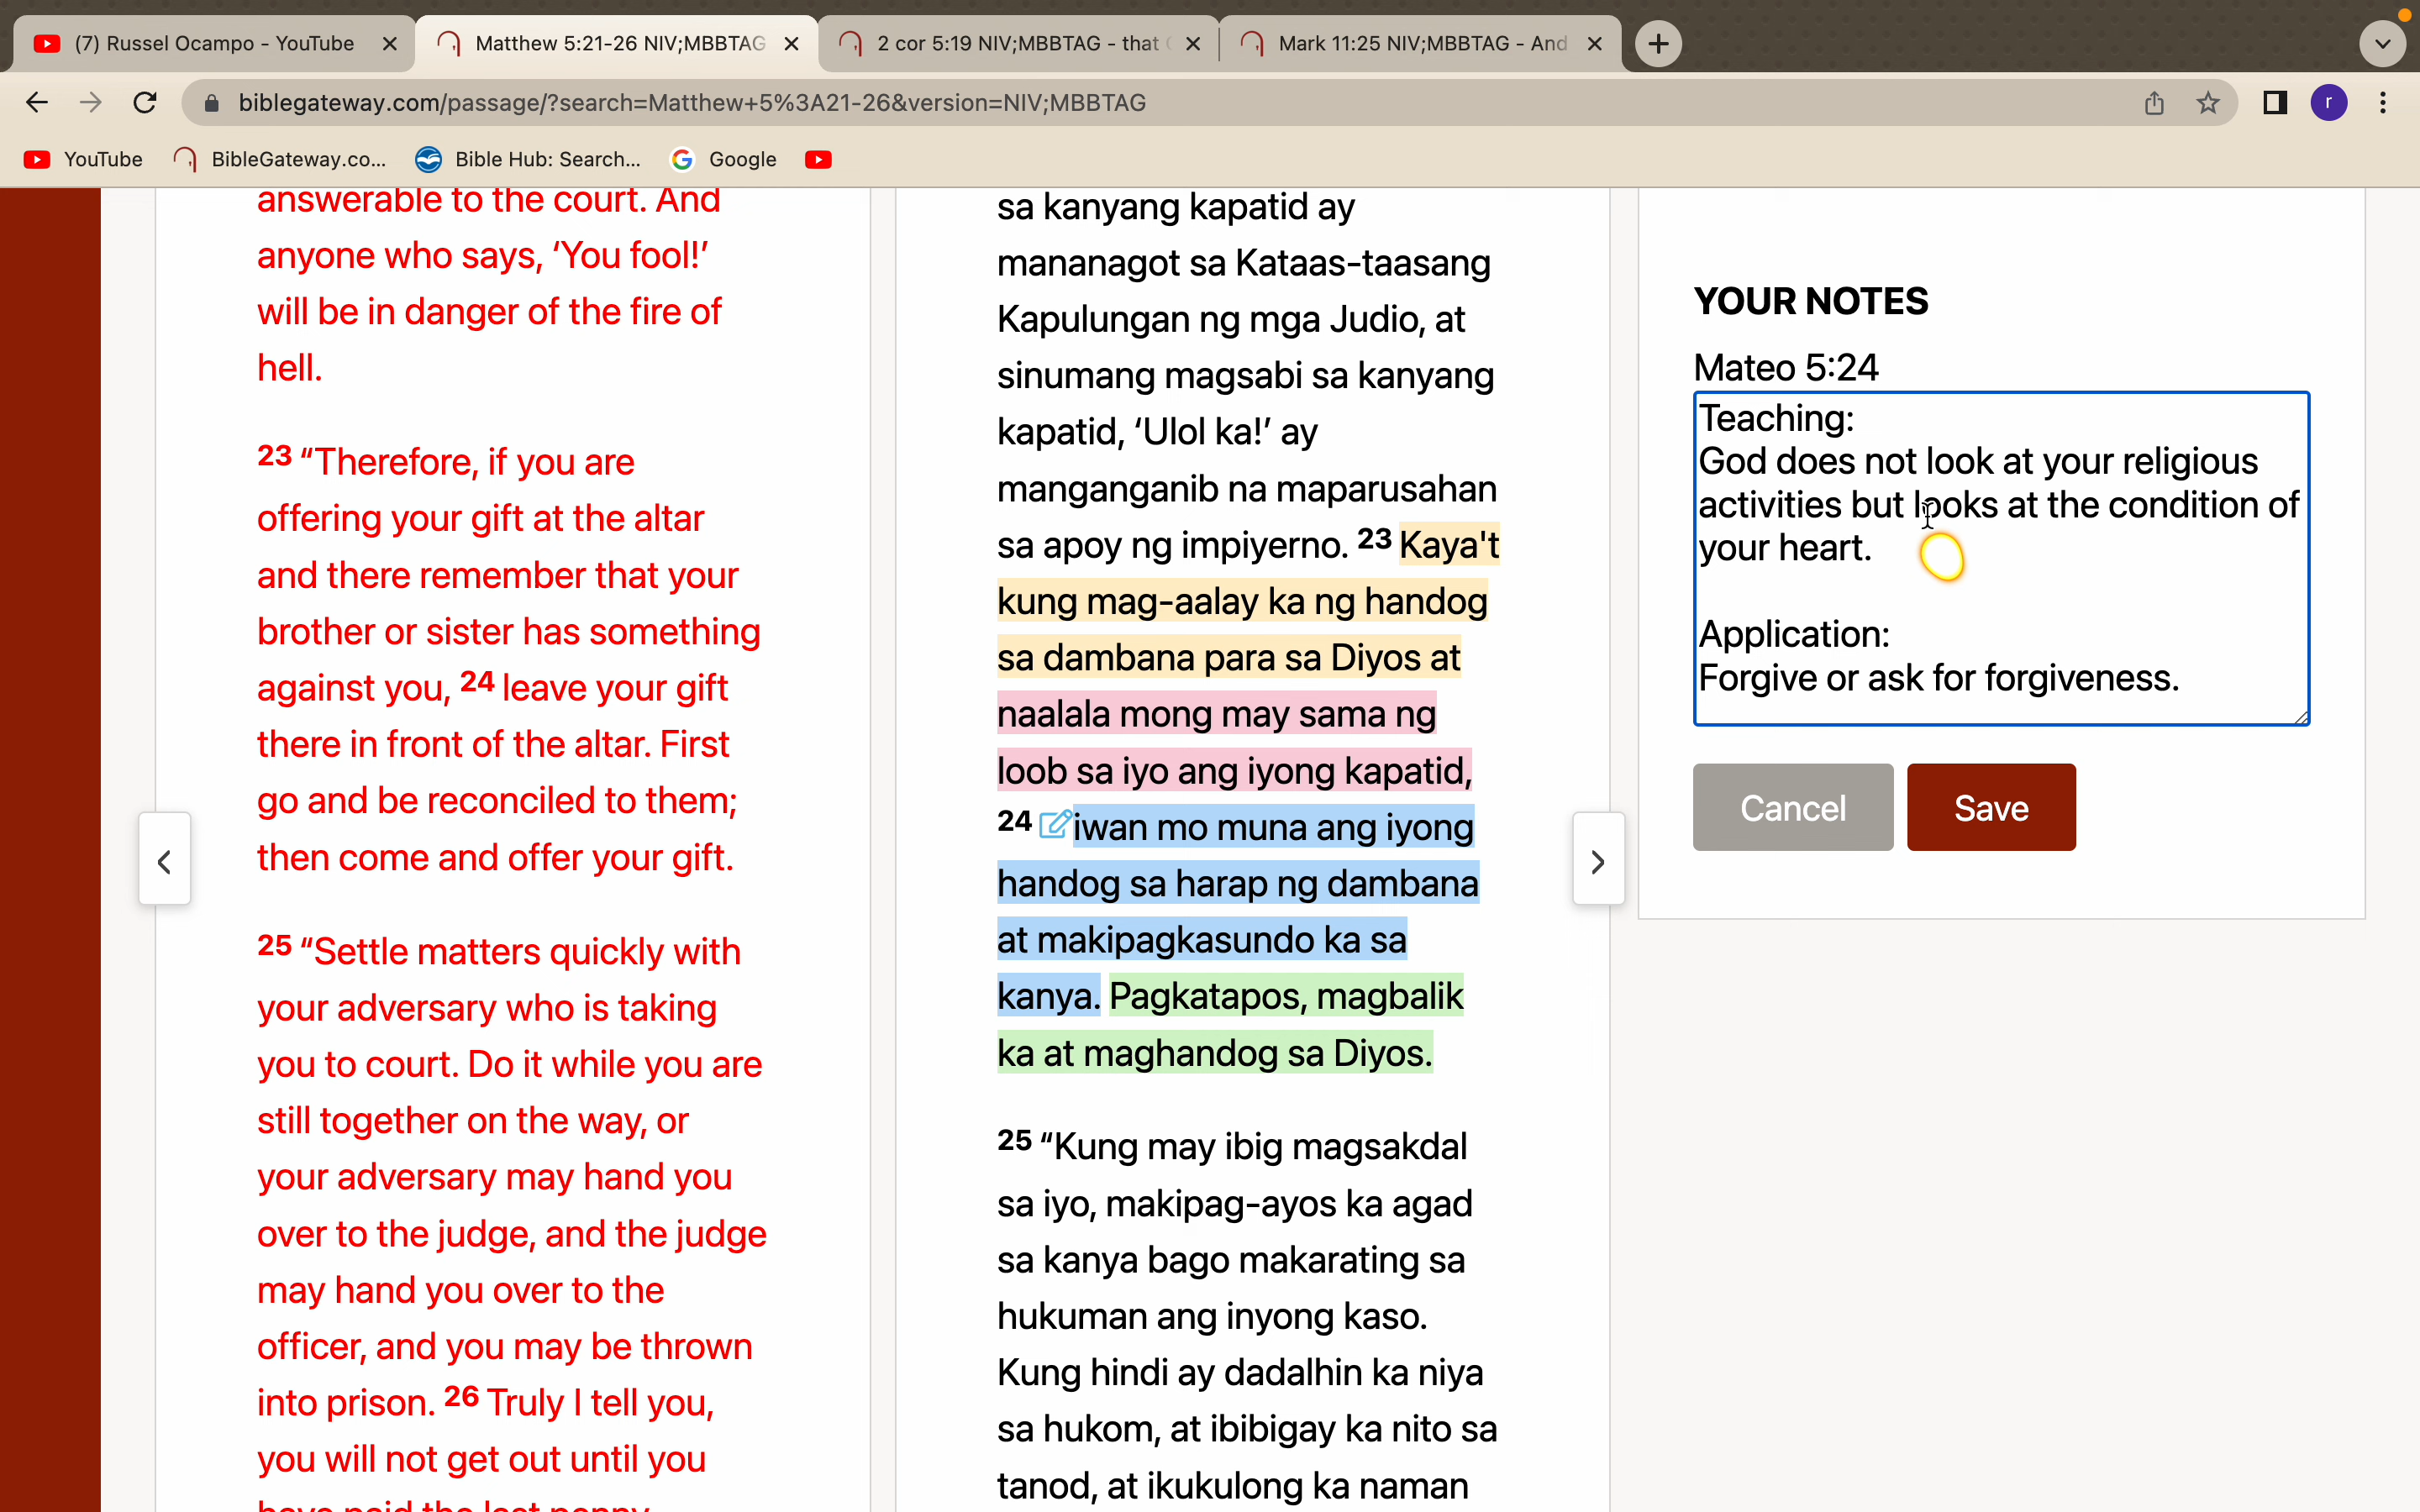 (7) Russel Ocampo - YouTube
Matthew 5:21-26 NIV;MBBTAG
2 cor 5:19 NIV;MBBTAG - that
Mark 11:25 NIV;MBBTAG - And
biblegateway.com/passage/?search=Matthew+5%3A21-26&version=NIV;MBBTAG
r
YouTube
BibleGateway.co...
Bible Hub: Search...
Google
answerable to the court. And
anyone who says, ‘You fool!’
will be in danger of the fire of
hell.
23 “Therefore, if you are
offering your gift at the altar
and there remember that your
brother or sister has something
against you, 24 leave your gift
there in front of the altar. First
go and be reconciled to them;
then come and offer your gift.
25 “Settle matters quickly with
your adversary who is taking
you to court. Do it while you are
still together on the way, or
your adversary may hand you
over to the judge, and the judge
may hand you over to the
officer, and you may be thrown
into prison. 26 Truly I tell you,
you will not get out until you
have paid the last penny.
sa kanyang kapatid ay
mananagot sa Kataas-taasang
Kapulungan ng mga Judio, at
sinumang magsabi sa kanyang
kapatid, ‘Ulol ka!’ ay
manganganib na maparusahan
sa apoy ng impiyerno. 23 Kaya't
kung mag-aalay ka ng handog
sa dambana para sa Diyos at
naalala mong may sama ng
loob sa iyo ang iyong kapatid,
24 iwan mo muna ang iyong
handog sa harap ng dambana
at makipagkasundo ka sa
kanya. Pagkatapos, magbalik
ka at maghandog sa Diyos.
25 “Kung may ibig magsakdal
sa iyo, makipag-ayos ka agad
sa kanya bago makarating sa
hukuman ang inyong kaso.
Kung hindi ay dadalhin ka niya
sa hukom, at ibibigay ka nito sa
tanod, at ikukulong ka naman
YOUR NOTES
Mateo 5:24
Teaching:
God does not look at your religious
activities but looks at the condition of
your heart.
Application:
Forgive or ask for forgiveness.
Cancel
Save